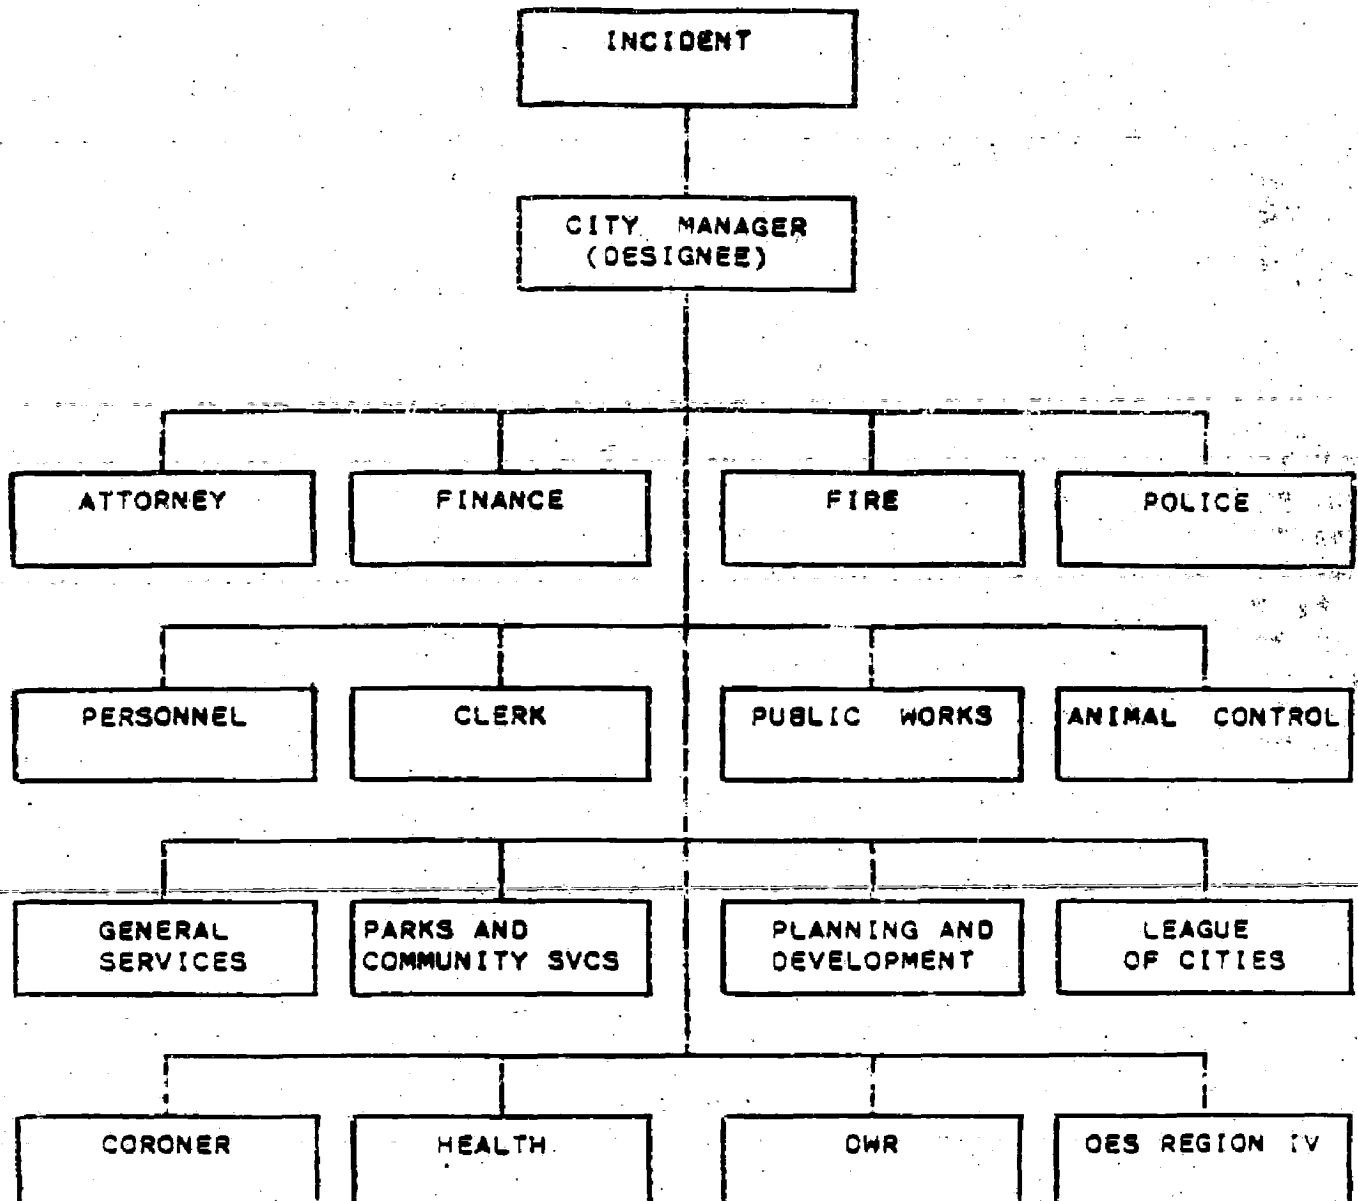 INCIDENT
CITY MANAGER
(DESIGNEE)
ATTORNEY
FINANCE
FIRE
POLICE
PERSONNEL
CLERK
PUBLIC WORKS
ANIMAL CONTROL
GENERAL
SERVICES
PARKS AND
COMMUNITY SVCS
PLANNING AND
DEVELOPMENT
LEAGUE
OF CITIES
CORONER
HEALTH
DWR
OES REGION IV